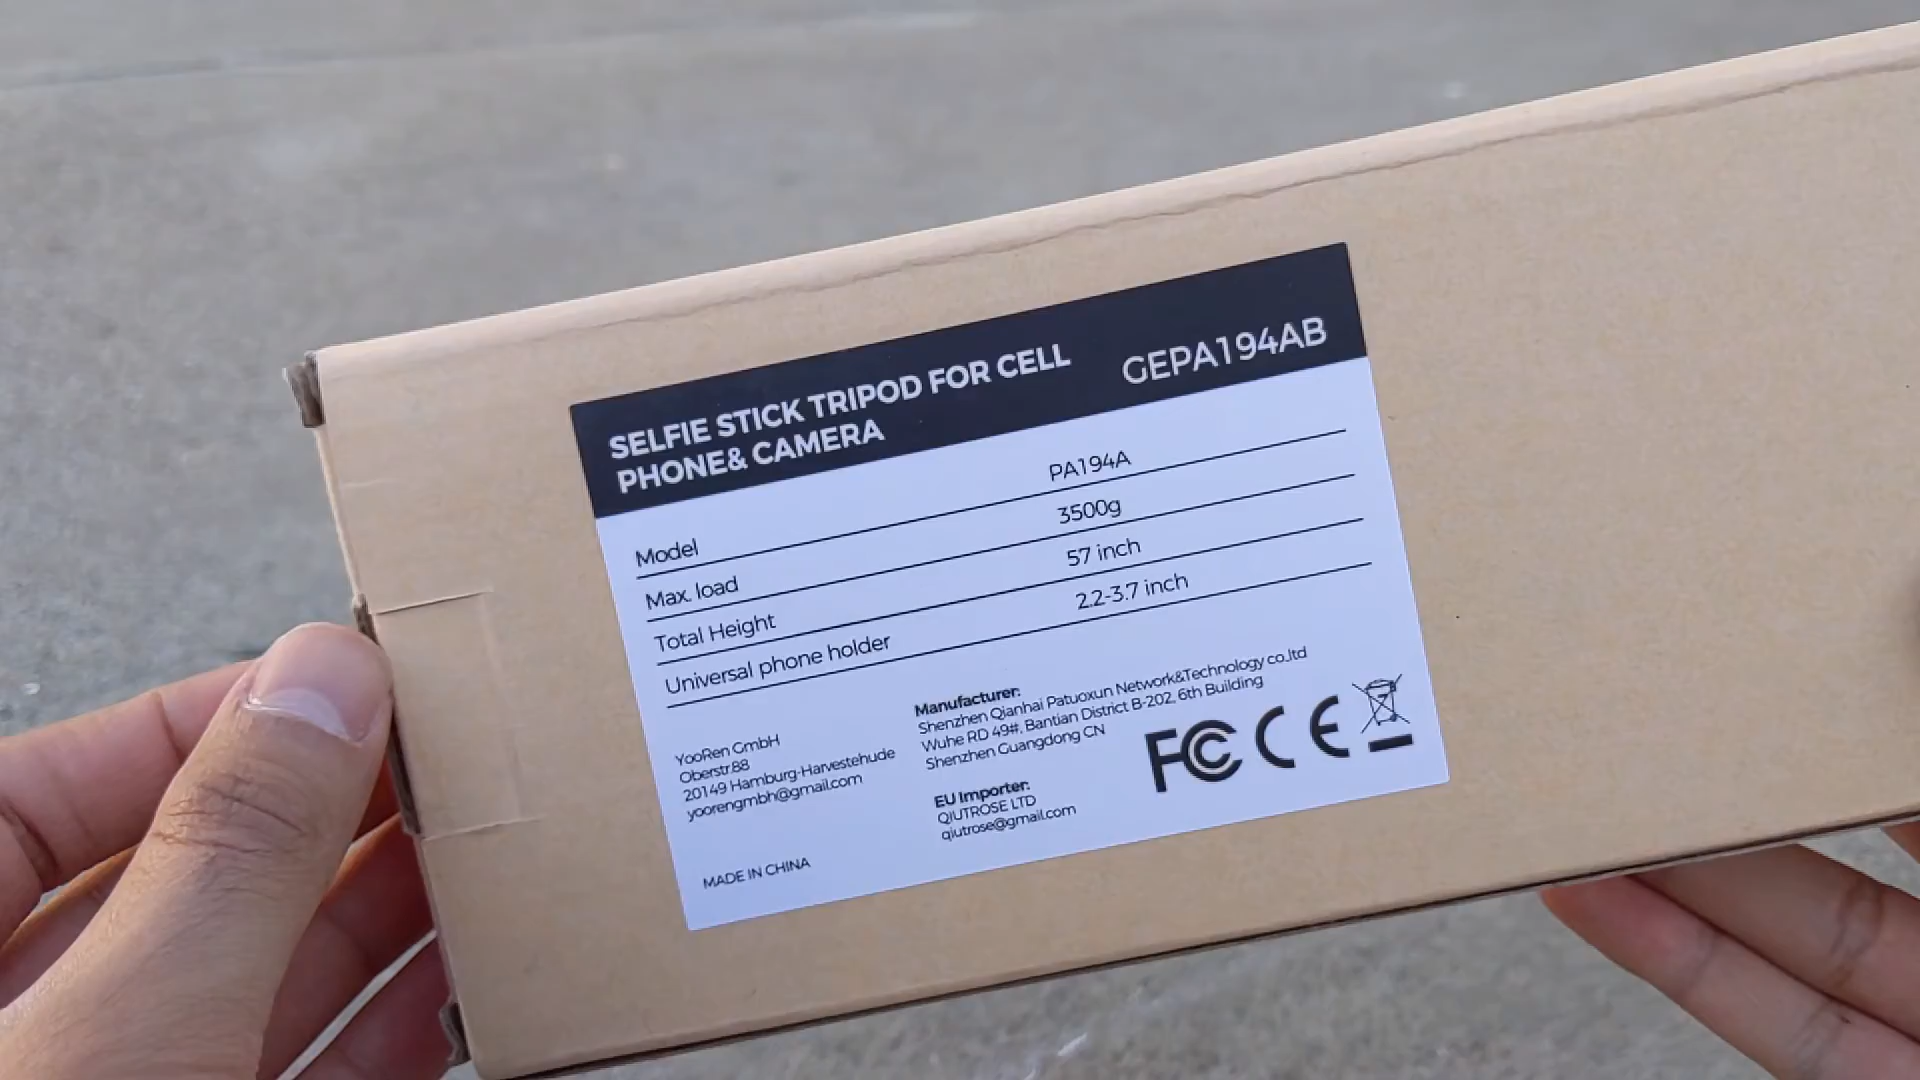 SELFIE STICK TRIPOD FOR CELL
PHONE& CAMERA
GEPA194AB
Model PA194A
Max. load 3500g
Total Height 57 inch
Universal phone holder 2.2-3.7 inch
YooRen GmbH
Oberstr.88
20149 Hamburg-Harvestehude
yoorengmbh@gmail.com
Manufacturer:
Shenzhen Qianhai Patuoxun Network&Technology co.ltd
Wuhe RD 49#, Bantian District B-202, 6th Building
Shenzhen Guangdong CN
EU Importer:
QIUTROSE LTD
qiutrose@gmail.com
FC CE
MADE IN CHINA